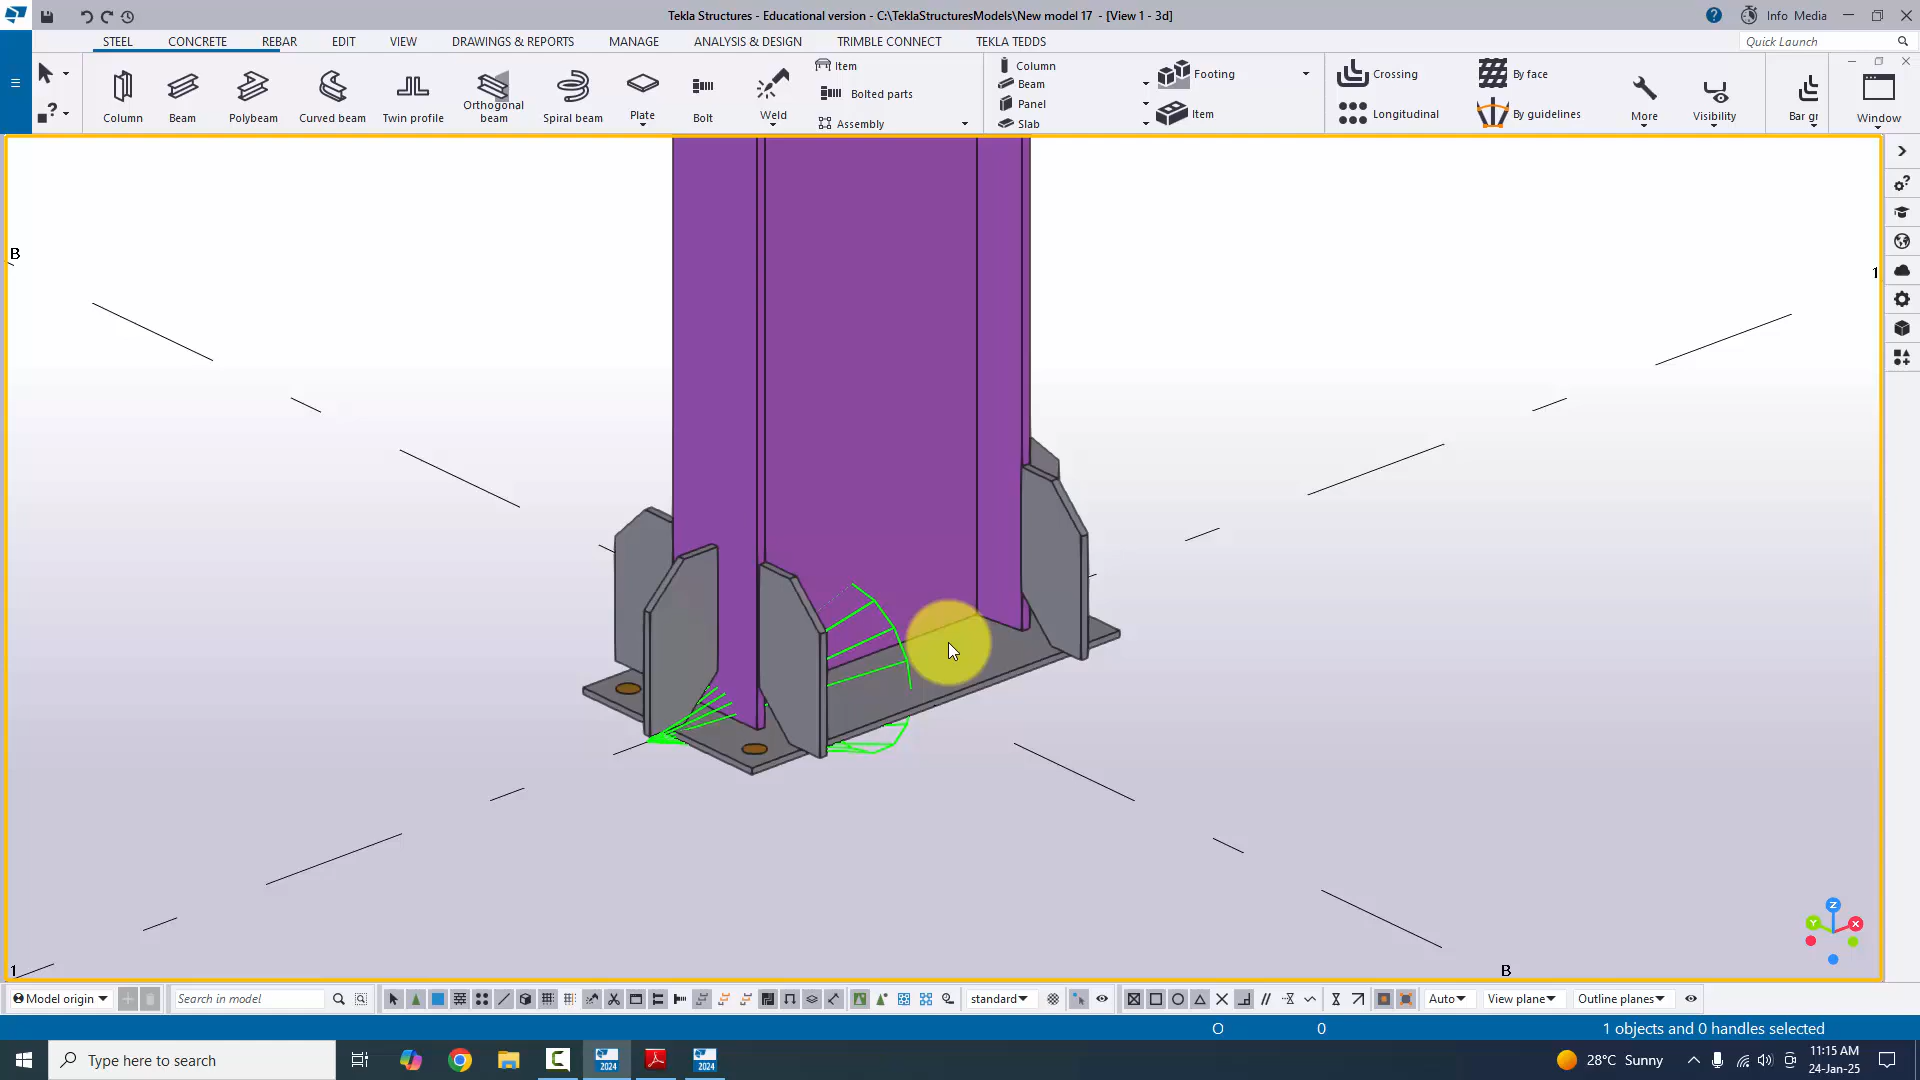 Tekla Structures - Educational version - C:\TeklaStructuresModels\New model 17 - [View 1 - 3d]
Info Media
STEEL CONCRETE REBAR EDIT VIEW DRAWINGS & REPORTS MANAGE ANALYSIS & DESIGN TRIMBLE CONNECT TEKLA TEDDS
Quick Launch
Column
Beam
Polybeam
Curved beam
Twin profile
Orthogonal
beam
Spiral beam
Plate
Bolt
Weld
Item
Bolted parts
Assembly
Column
Beam
Panel
Slab
Footing
Item
Crossing
Longitudinal
By face
By guidelines
More
Visibility
Bar gr
Window
B
1
1
B
Z
Y
X
Model origin
Search in model
standard
Auto
View plane
Outline planes
O 0 1 objects and 0 handles selected
Type here to search
2024
2024
28°C Sunny
11:15 AM
24-Jan-25